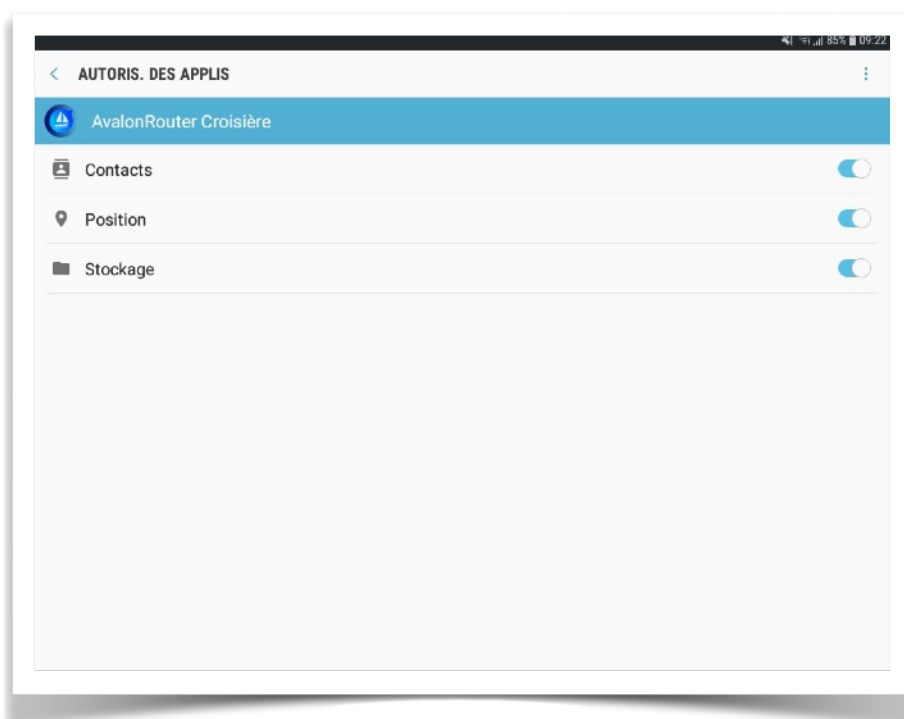 85% 09:22
AUTORIS. DES APPLIS
AvalonRouter Croisière
Contacts
Position
Stockage